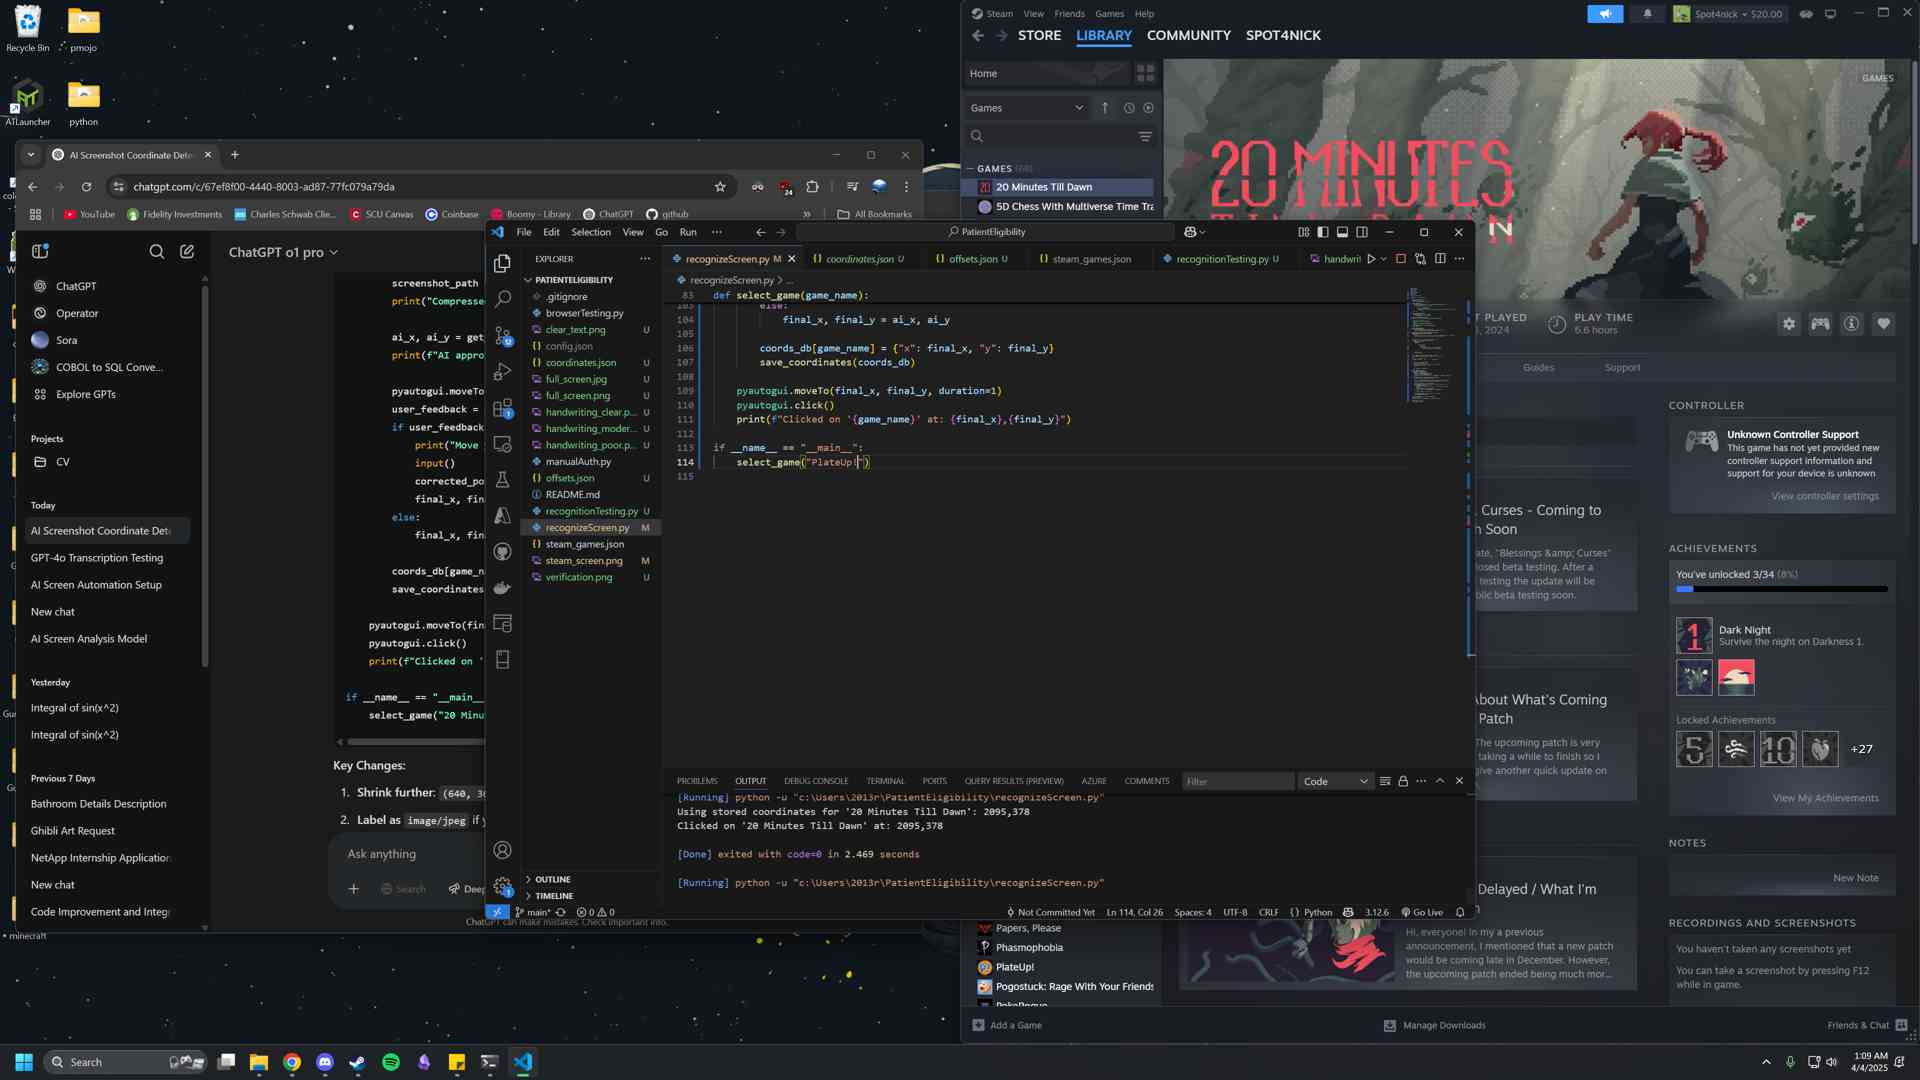 Recycle Bin
pmojo
ATLauncher
python
AI Screenshot Coordinate Dete
chatgpt.com/c/67ef8f00-4440-8003-ad87-77fc079a79da
24
YouTube
Fidelity Investments
Charles Schwab Clie...
SCU Canvas
Coinbase
Boomy - Library
ChatGPT
github
»
All Bookmarks
ChatGPT o1 pro
ChatGPT
Operator
Sora
COBOL to SQL Conve...
Explore GPTs
Projects
CV
Today
AI Screenshot Coordinate Dete
GPT-4o Transcription Testing
AI Screen Automation Setup
New chat
AI Screen Analysis Model
Yesterday
Integral of sin(x^2)
Integral of sin(x^2)
Previous 7 Days
Bathroom Details Description
Ghibli Art Request
NetApp Internship Application
New chat
Code Improvement and Integr
minecraft
screenshot_path
print("Compresse
ai_x, ai_y = get
print(f"AI appro
pyautogui.moveTo
user_feedback =
if user_feedback
print("Move
input()
corrected_po
final_x, fin
else:
final_x, fin
coords_db[game_n
save_coordinates
pyautogui.moveTo(fin
pyautogui.click()
print(f"Clicked on '
if __name__ == "__main__
select_game("20 Minu
Key Changes:
1. Shrink further: (640, 36
2. Label as image/jpeg if y
Ask anything
Search
Deep
ChatGPT can make mistakes. Check important info.
File Edit Selection View Go Run ...
PatientEligibility
EXPLORER
PATIENTELIGIBILITY
.gitignore
browserTesting.py
clear_text.png U
config.json
coordinates.json U
full_screen.jpg U
full_screen.png U
handwriting_clear.p... U
handwriting_moder... U
handwriting_poor.p... U
manualAuth.py
offsets.json U
README.md
recognitionTesting.py U
recognizeScreen.py M
steam_games.json
steam_screen.png M
verification.png U
OUTLINE
TIMELINE
recognizeScreen.py M
coordinates.json U
offsets.json U
steam_games.json
recognitionTesting.py U
handwri
recognizeScreen.py > ...
83 def select_game(game_name):
103 else:
104 final_x, final_y = ai_x, ai_y
105
106 coords_db[game_name] = {"x": final_x, "y": final_y}
107 save_coordinates(coords_db)
108
109 pyautogui.moveTo(final_x, final_y, duration=1)
110 pyautogui.click()
111 print(f"Clicked on '{game_name}' at: {final_x},{final_y}")
112
113 if __name__ == "__main__":
114 select_game("PlateUp!")
115
PROBLEMS OUTPUT DEBUG CONSOLE TERMINAL PORTS QUERY RESULTS (PREVIEW) AZURE COMMENTS
Filter
Code
[Running] python -u "c:\Users\2013r\PatientEligibility\recognizeScreen.py"
Using stored coordinates for '20 Minutes Till Dawn': 2095,378
Clicked on '20 Minutes Till Dawn' at: 2095,378
[Done] exited with code=0 in 2.469 seconds
[Running] python -u "c:\Users\2013r\PatientEligibility\recognizeScreen.py"
main* 0 0 Not Committed Yet Ln 114, Col 26 Spaces: 4 UTF-8 CRLF {} Python 3.12.6 Go Live
Steam View Friends Games Help
Spot4nick $20.00
STORE LIBRARY COMMUNITY SPOT4NICK
Home
Games
GAMES (68)
20 Minutes Till Dawn
5D Chess With Multiverse Time Tra
Papers, Please
Phasmophobia
PlateUp!
Pogostuck: Rage With Your Friends
PokeRogue
Add a Game
GAMES
20 MINUTES
T PLAYED
6, 2024
PLAY TIME
6.6 hours
Guides
Support
Curses - Coming to
n Soon
ate, "Blessings &amp; Curses"
losed beta testing. After a
testing the update will be
blic beta testing soon.
About What's Coming
Patch
The upcoming patch is very
taking a while to finish so I
give another quick update on
Delayed / What I'm
Hi, everyone! In my a previous
announcement, I mentioned that a new patch
would be coming late in December. However,
the upcoming patch ended being much mor...
CONTROLLER
Unknown Controller Support
This game has not yet provided new
controller support information and
support for your device is unknown
View controller settings
ACHIEVEMENTS
You've unlocked 3/34 (8%)
Dark Night
Survive the night on Darkness 1.
Locked Achievements
5
10
+27
View My Achievements
NOTES
New Note
RECORDINGS AND SCREENSHOTS
You haven't taken any screenshots yet
You can take a screenshot by pressing F12
while in game.
Manage Downloads
Friends & Chat
Search
1:09 AM
4/4/2025